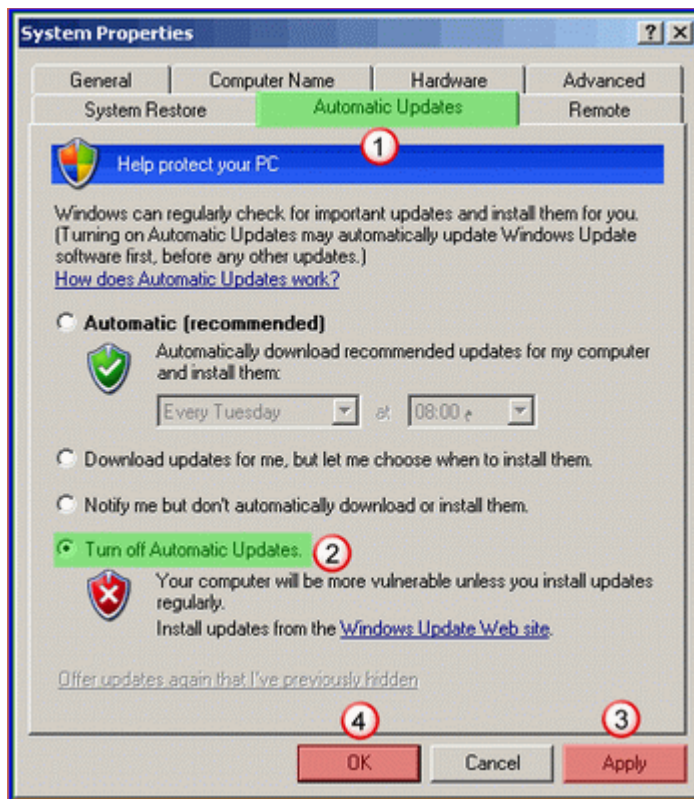 System Properties
General Computer Name Hardware Advanced
System Restore Automatic Updates Remote
1
Help protect your PC
Windows can regularly check for important updates and install them for you.
(Turning on Automatic Updates may automatically update Windows Update
software first, before any other updates.)
How does Automatic Updates work?
Automatic (recommended)
Automatically download recommended updates for my computer
and install them:
Every Tuesday at 08:00 م
Download updates for me, but let me choose when to install them.
Notify me but don't automatically download or install them.
Turn off Automatic Updates. 2
Your computer will be more vulnerable unless you install updates
regularly.
Install updates from the Windows Update Web site.
Offer updates again that I've previously hidden
4 3
OK Cancel Apply